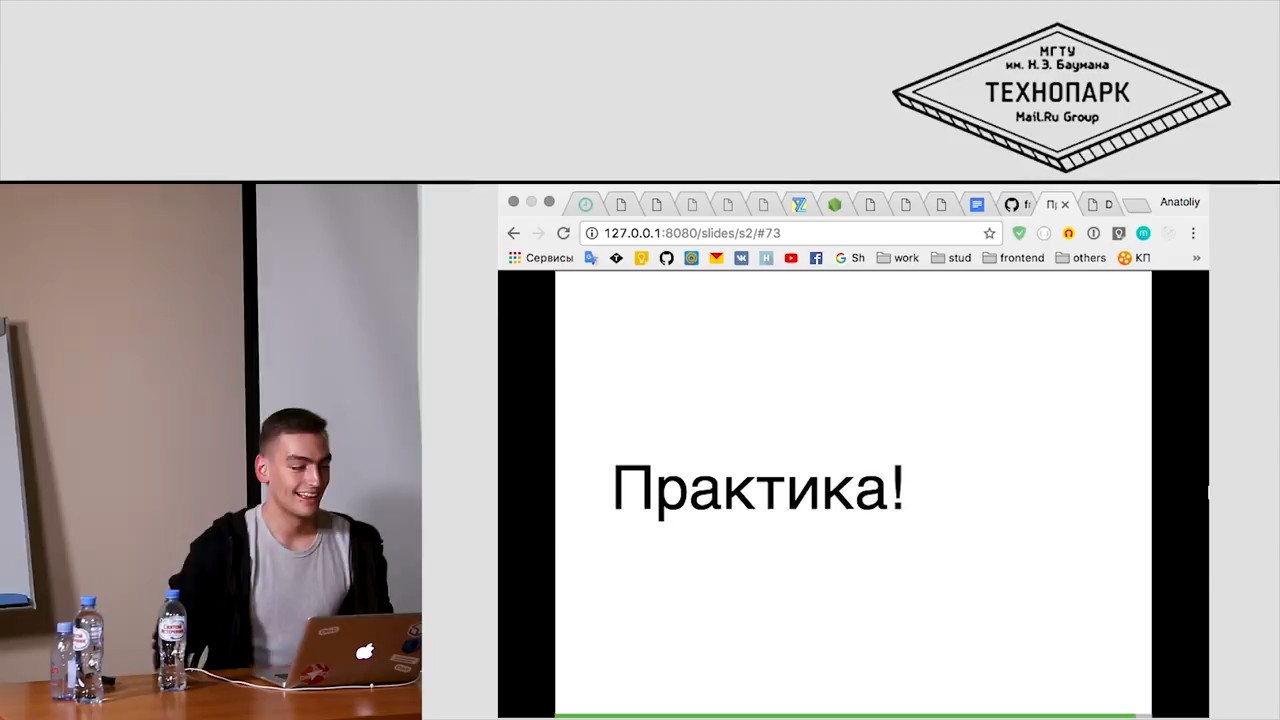 МГТУ
им. Н.Э. Баумана
ТЕХНОПАРК
Mail.Ru Group
Anatoliy
127.0.0.1:8080/slides/s2/#73
Сервисы
Sh
work
stud
frontend
others
КП
»
Практика!